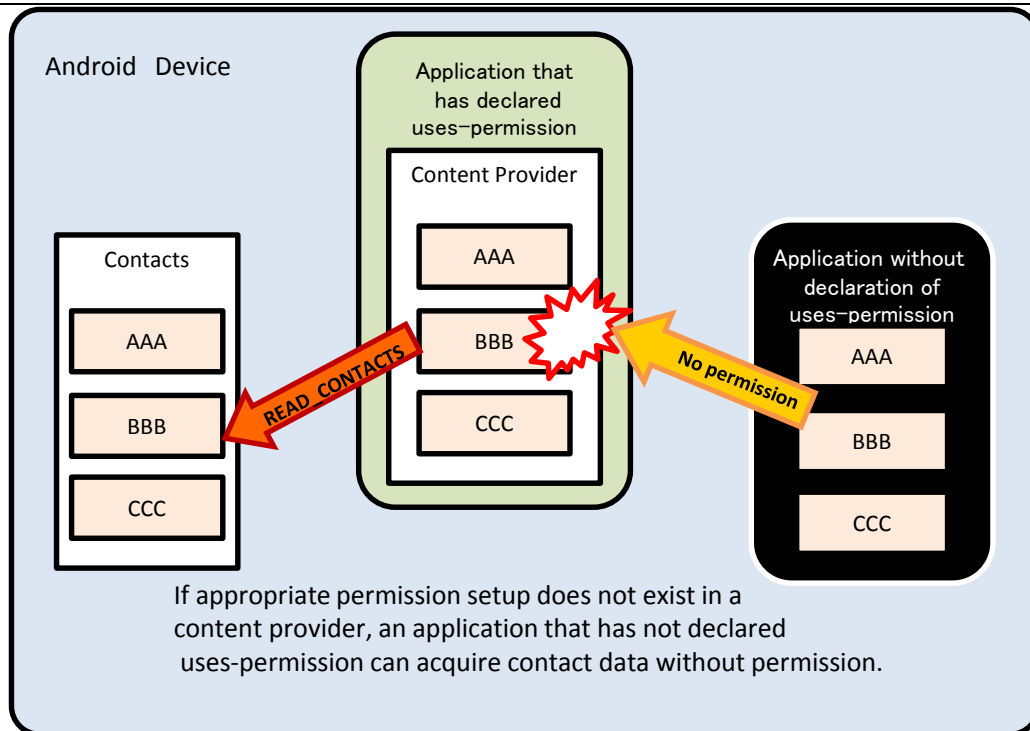 Android Device
Application that
has declared
uses-permission
Content Provider
AAA
BBB
CCC
Contacts
AAA
BBB
CCC
READ_CONTACTS
No permission
Application without
declaration of
uses-permission
AAA
BBB
CCC
If appropriate permission setup does not exist in a
content provider, an application that has not declared
uses-permission can acquire contact data without permission.